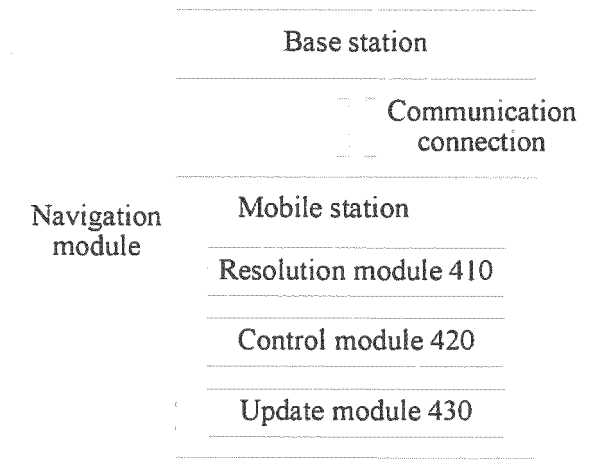 Base station
Communication
connection
Navigation
module
Mobile station
Resolution module 410
Control module 420
Update module 430